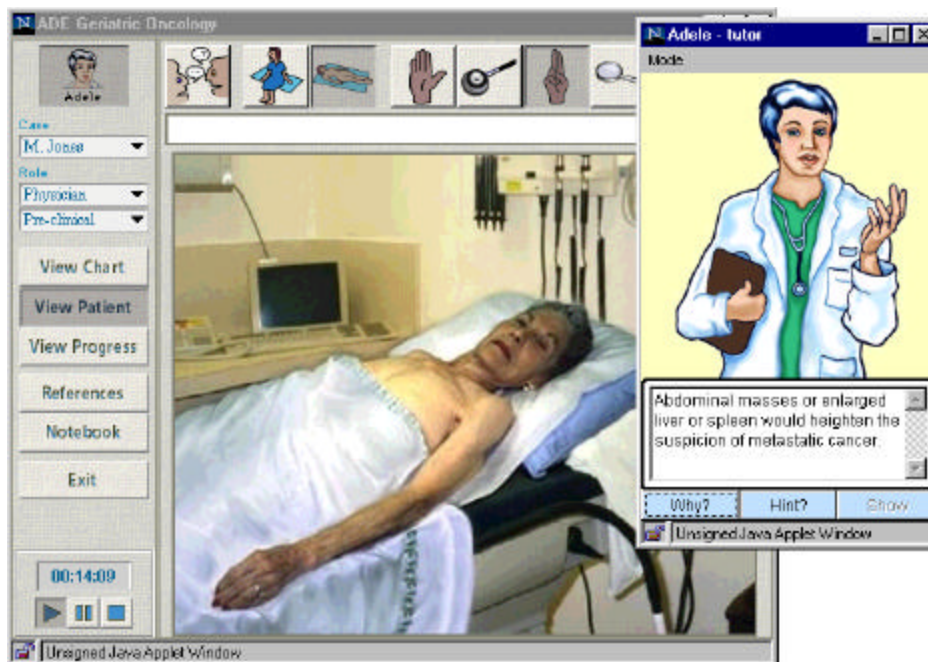 ADE Geriatric Oncology
Adele
Case
M. Jones
Role
Physician
Pre-clinical
View Chart
View Patient
View Progress
References
Notebook
Exit
00:14:09
Unsigned Java Applet Window
Adele - tutor
Mode
Abdominal masses or enlarged
liver or spleen would heighten the
suspicion of metastatic cancer.
Why?
Hint?
Show
Unsigned Java Applet Window